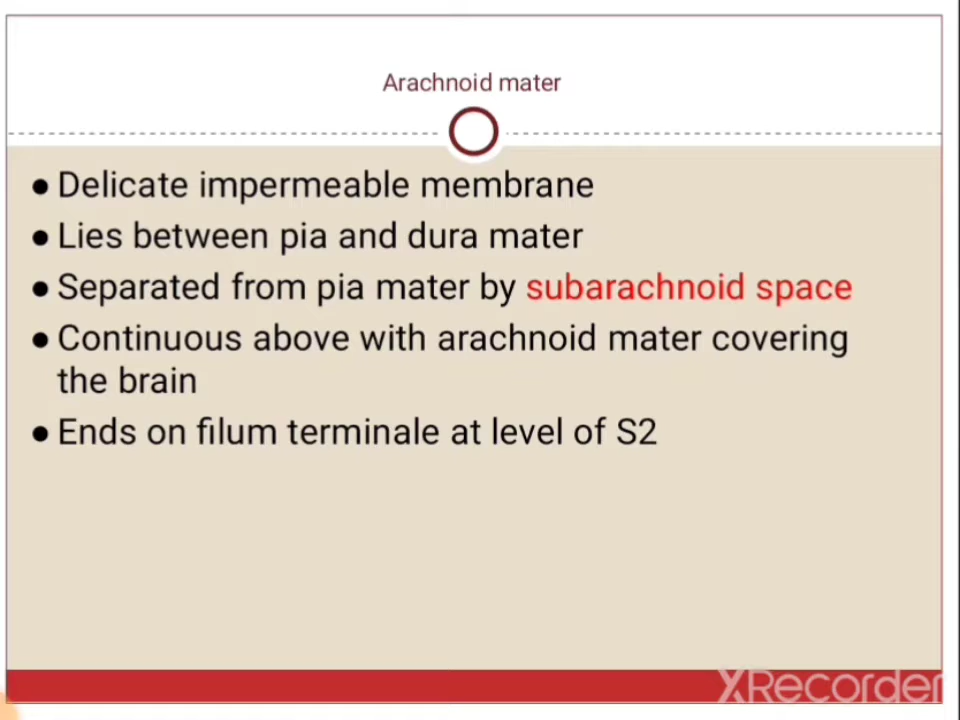 Arachnoid mater
● Delicate impermeable membrane
● Lies between pia and dura mater
● Separated from pia mater by subarachnoid space
● Continuous above with arachnoid mater covering
the brain
● Ends on filum terminale at level of S2
XRecorder